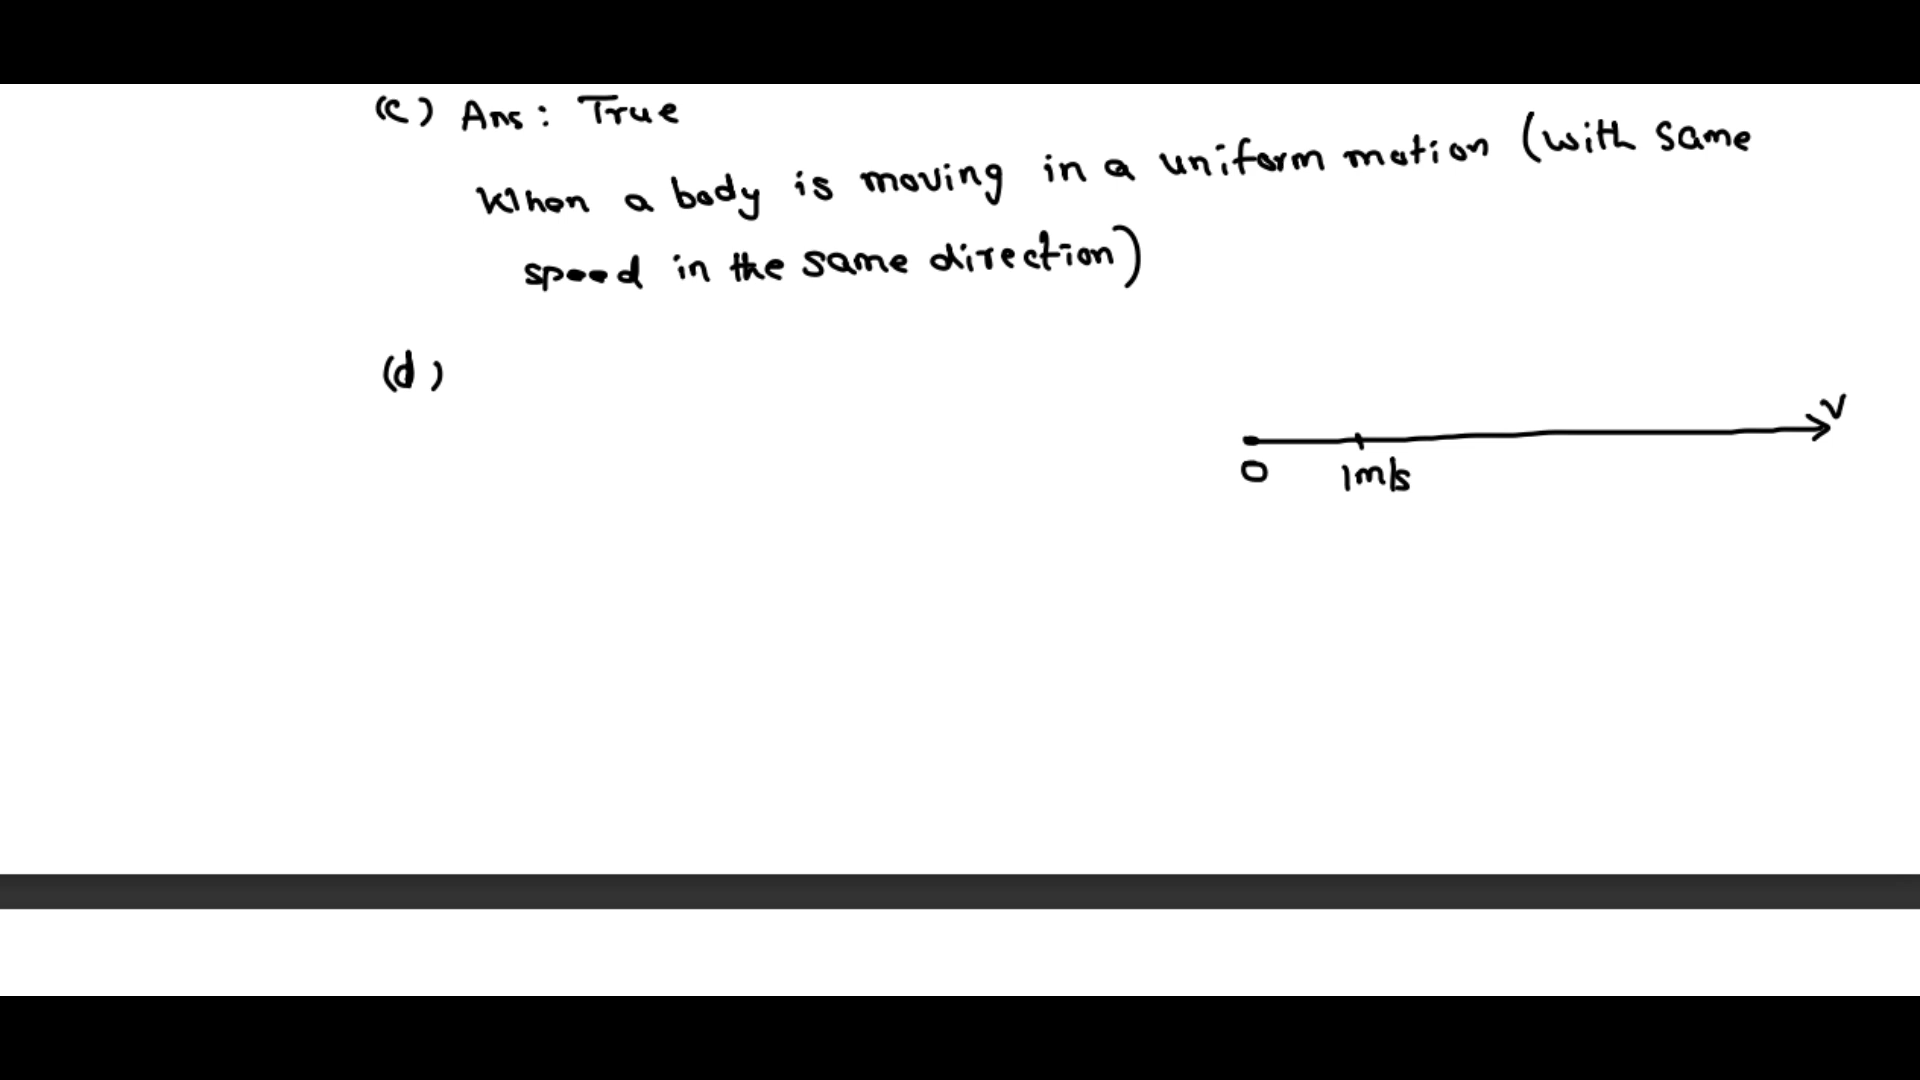 (c) Ans: True
When a body is moving in a uniform motion (with same
speed in the same direction)
(d)
V
0 1m/s